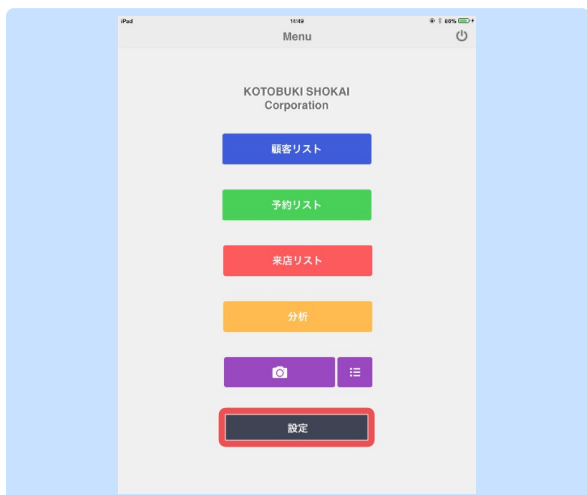 iPad
14:49
60%
Menu
KOTOBUKI SHOKAI
Corporation
顧客リスト
予約リスト
来店リスト
分析
設定